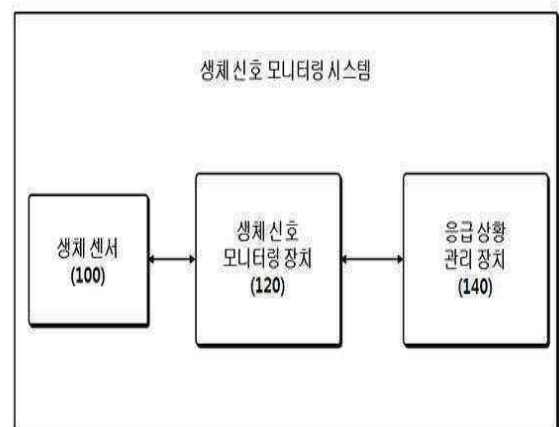 생체 신호 모니터링 시스템
생체 센서
(100)
생체 신호
모니터링 장치
(120)
응급 상황
관리 장치
(140)